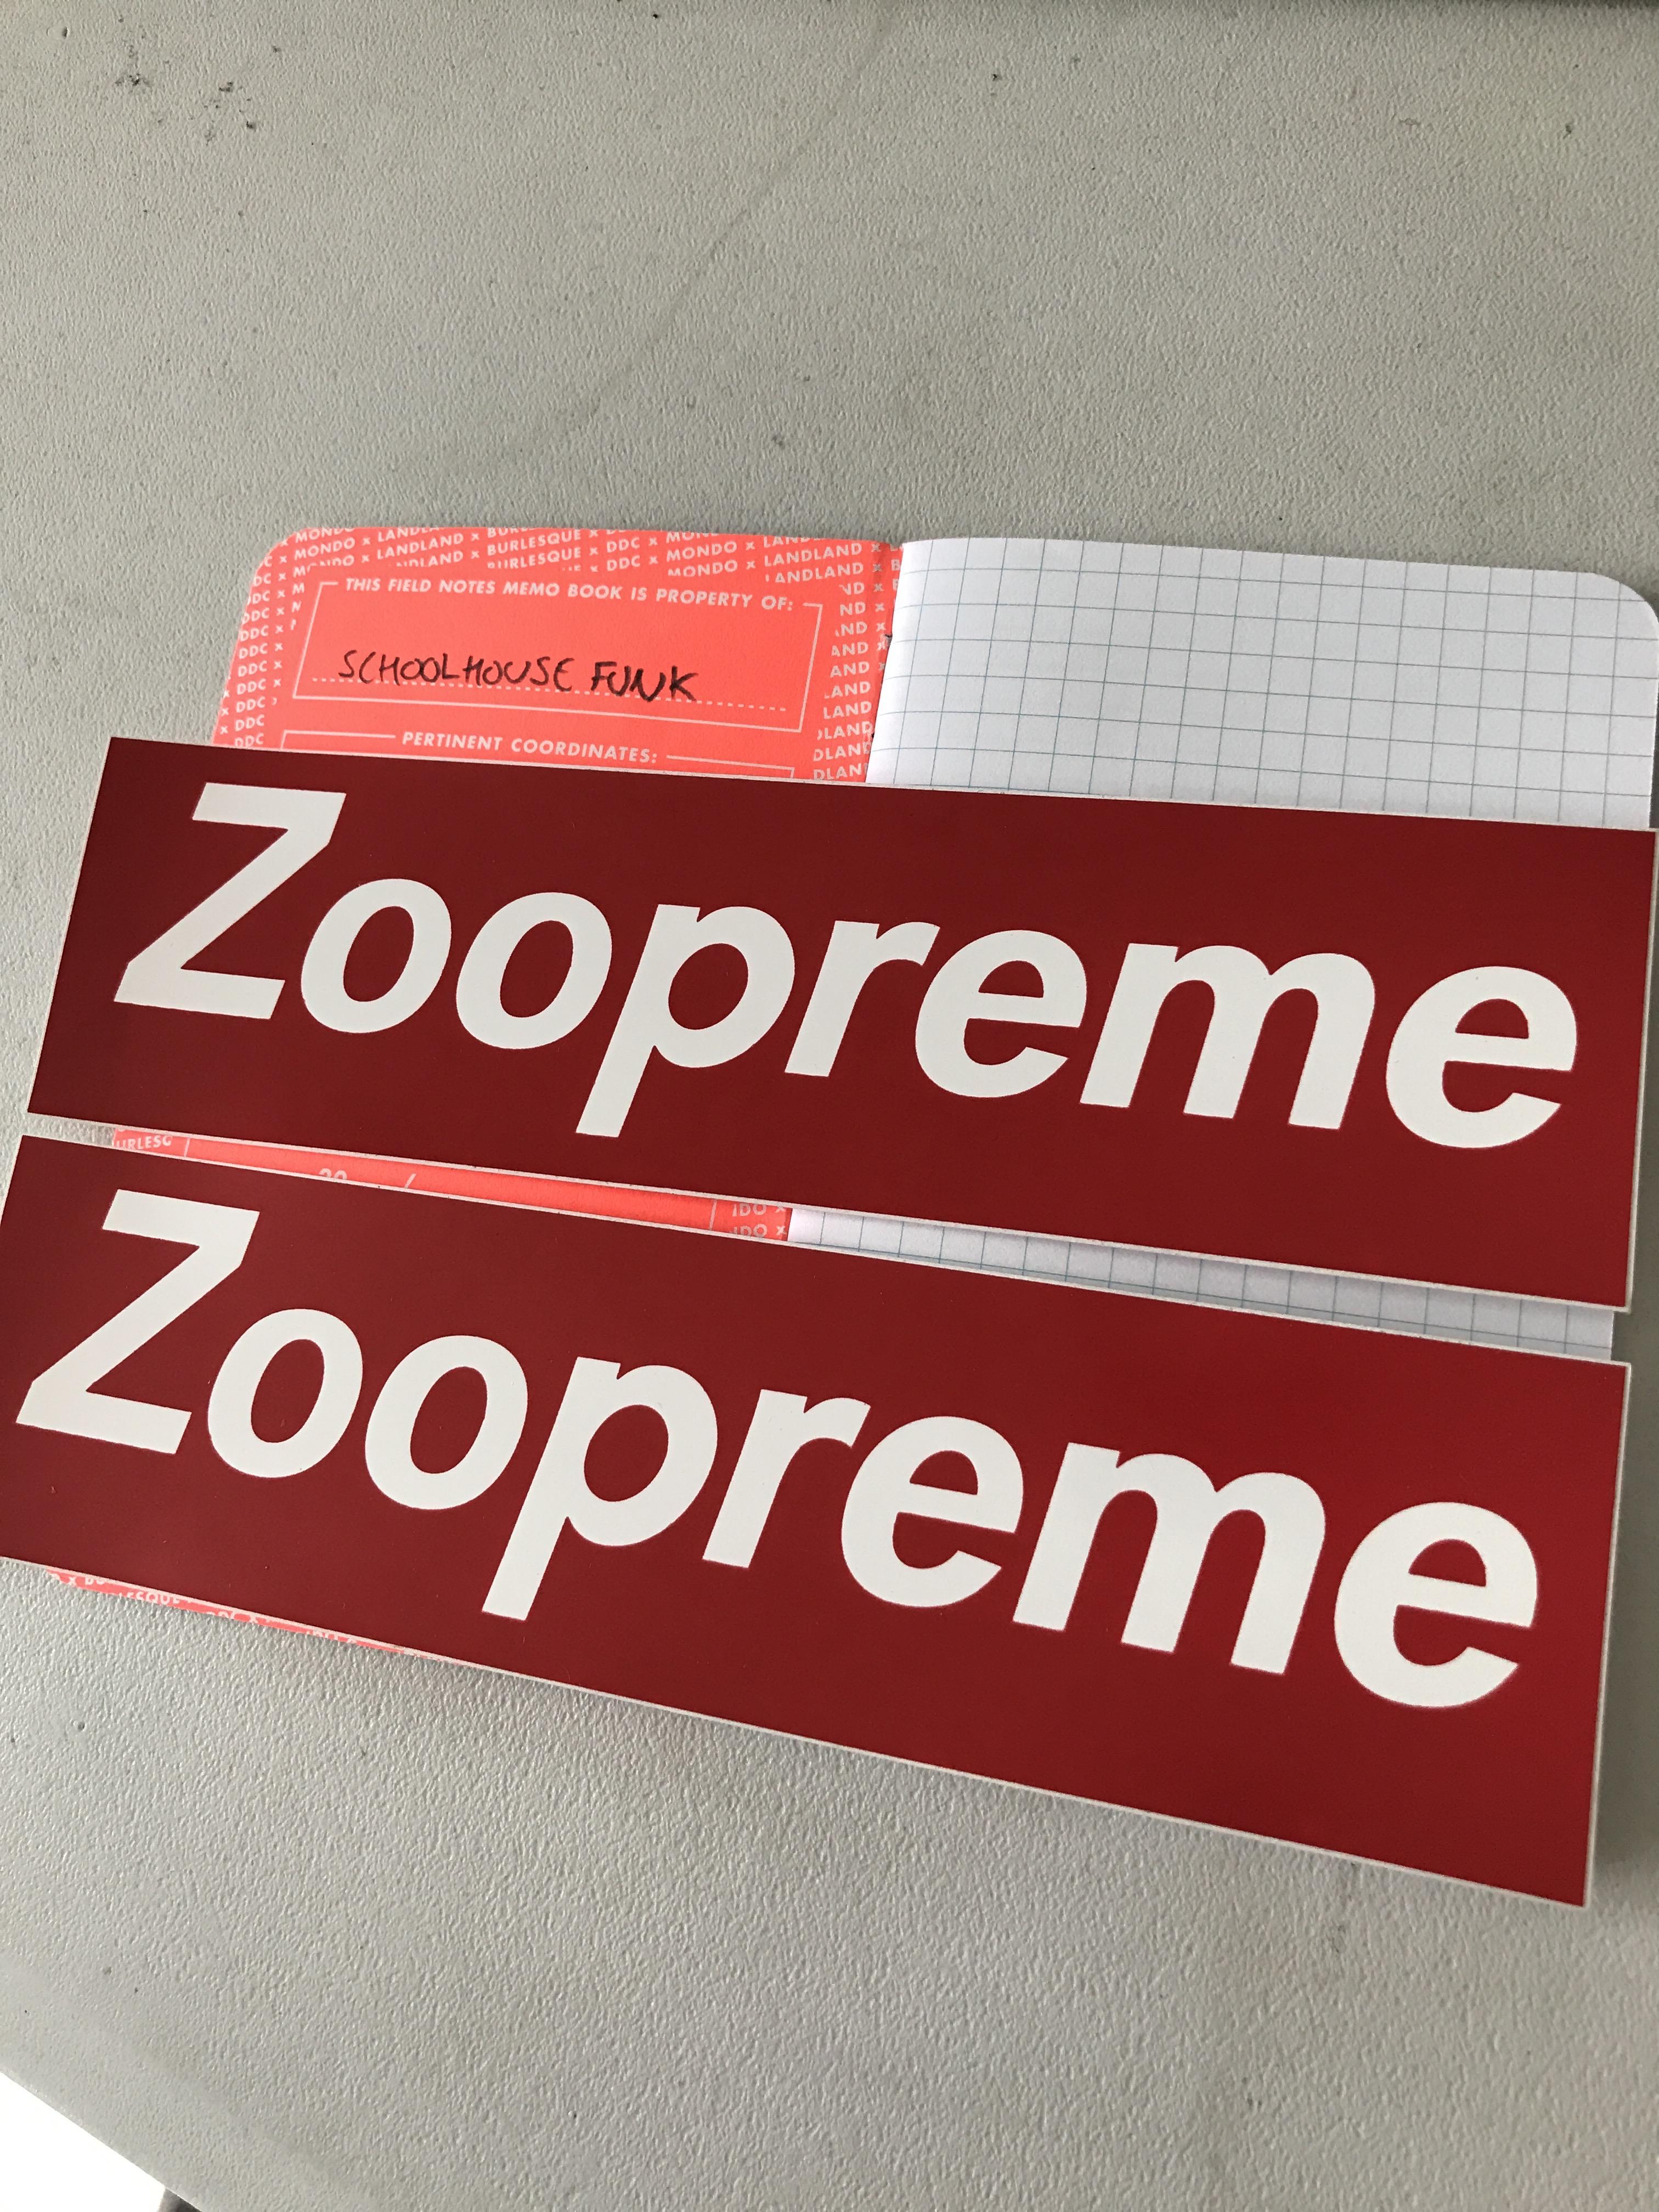 MONDO x LANDLAND x BURLESQUE x DDC x MONDO x LANDLAND x
THIS FIELD NOTES MEMO BOOK IS PROPERTY OF:
SCHOOLHOUSE FUNK
PERTINENT COORDINATES:
Zoopreme
Zoopreme